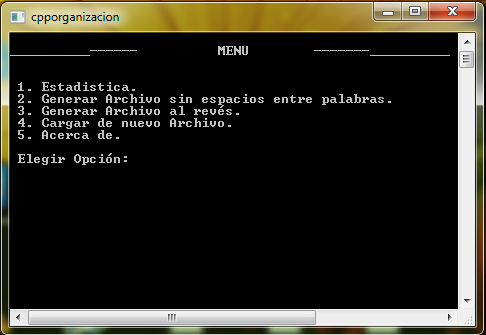 cpporganizacion
__________------ MENU -------__________
1. Estadistica.
2. Generar Archivo sin espacios entre palabras.
3. Generar Archivo al revés.
4. Cargar de nuevo Archivo.
5. Acerca de.
Elegir Opción: